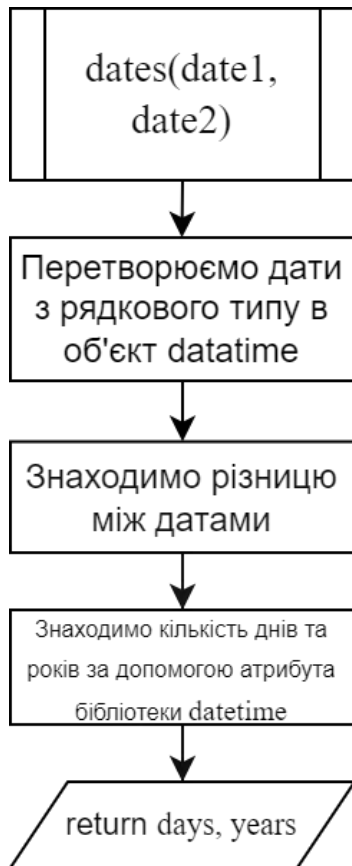 dates(date1,
date2)
Перетворюємо дати
з рядкового типу в
об'єкт datatime
Знаходимо різницю
між датами
Знаходимо кількість днів та
років за допомогою атрибута
бібліотеки datetime
return days, years